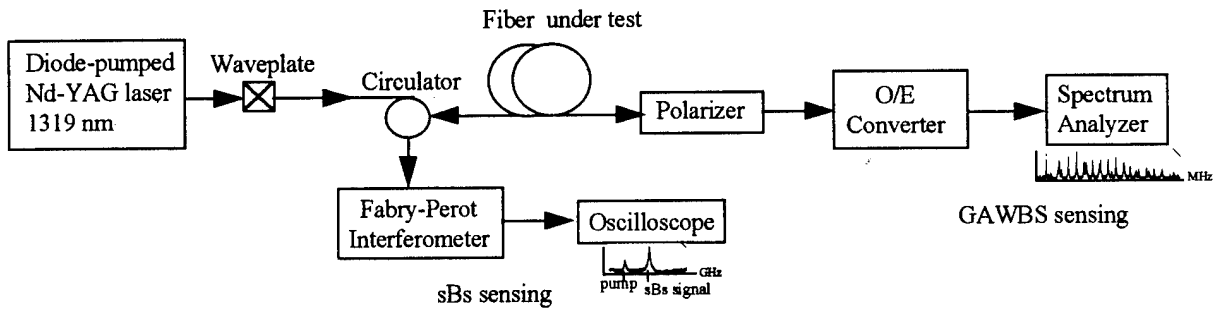 Fiber under test
Diode-pumped
Nd-YAG laser
1319 nm
Waveplate
Circulator
Polarizer
O/E
Converter
Spectrum
Analyzer
MHz
GAWBS sensing
Fabry-Perot
Interferometer
Oscilloscope
GHz
pump
sBs signal
sBs sensing